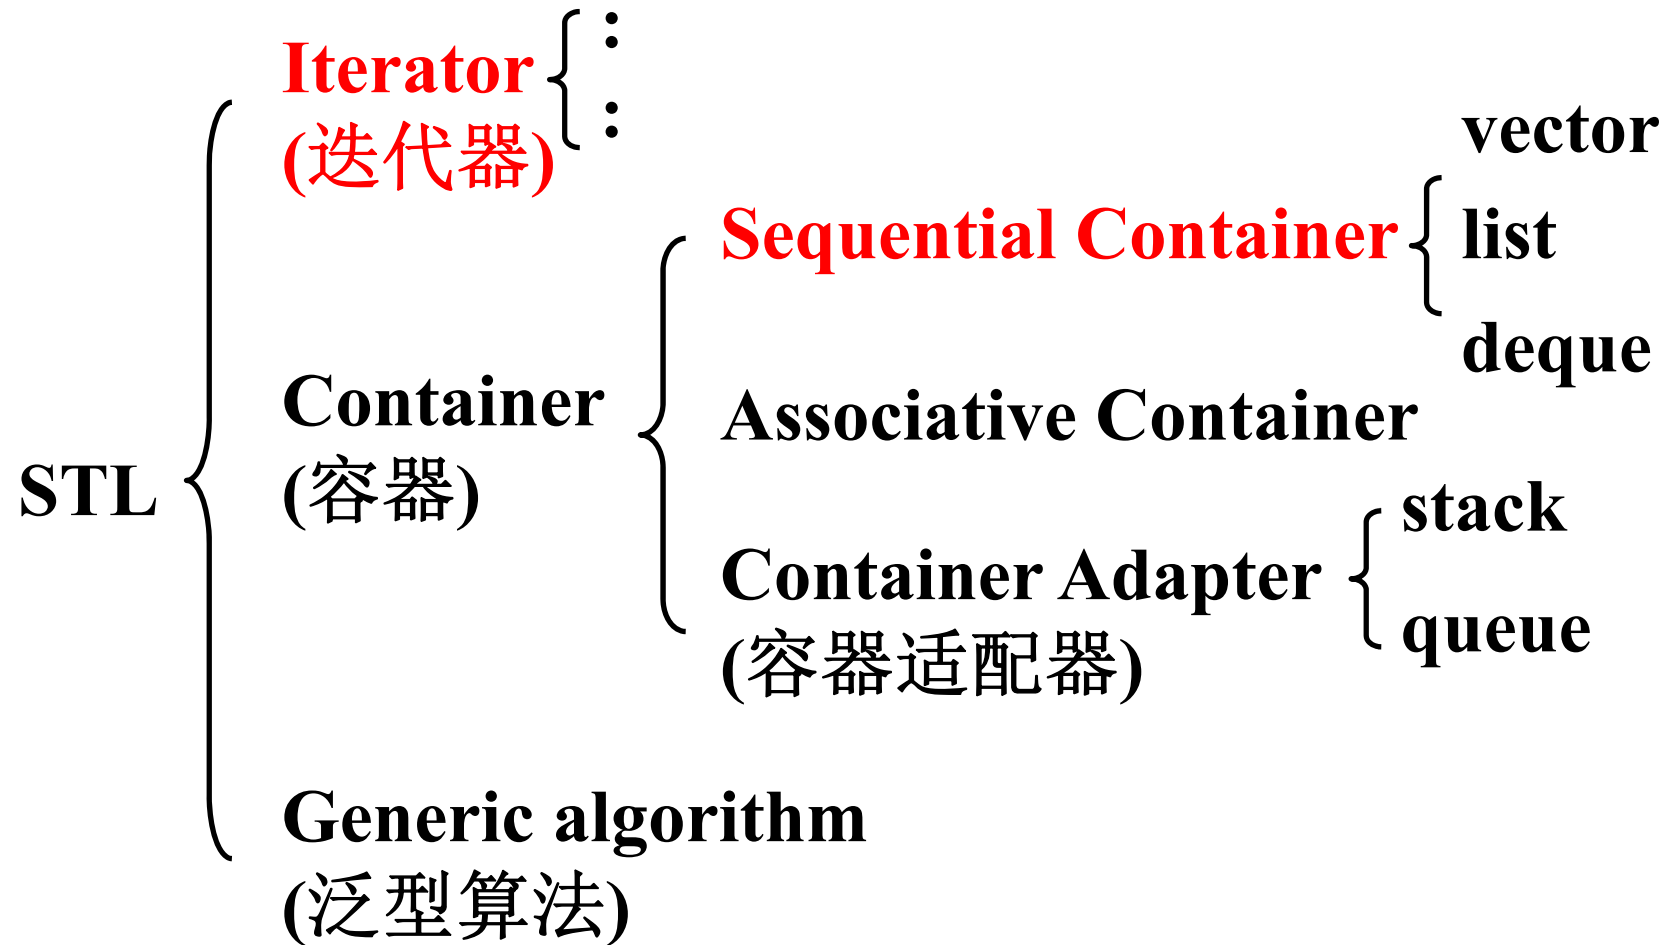 STL
Iterator
(迭代器)
:
:
Container
(容器)
Sequential Container
vector
list
deque
Associative Container
Container Adapter
(容器适配器)
stack
queue
Generic algorithm
(泛型算法)